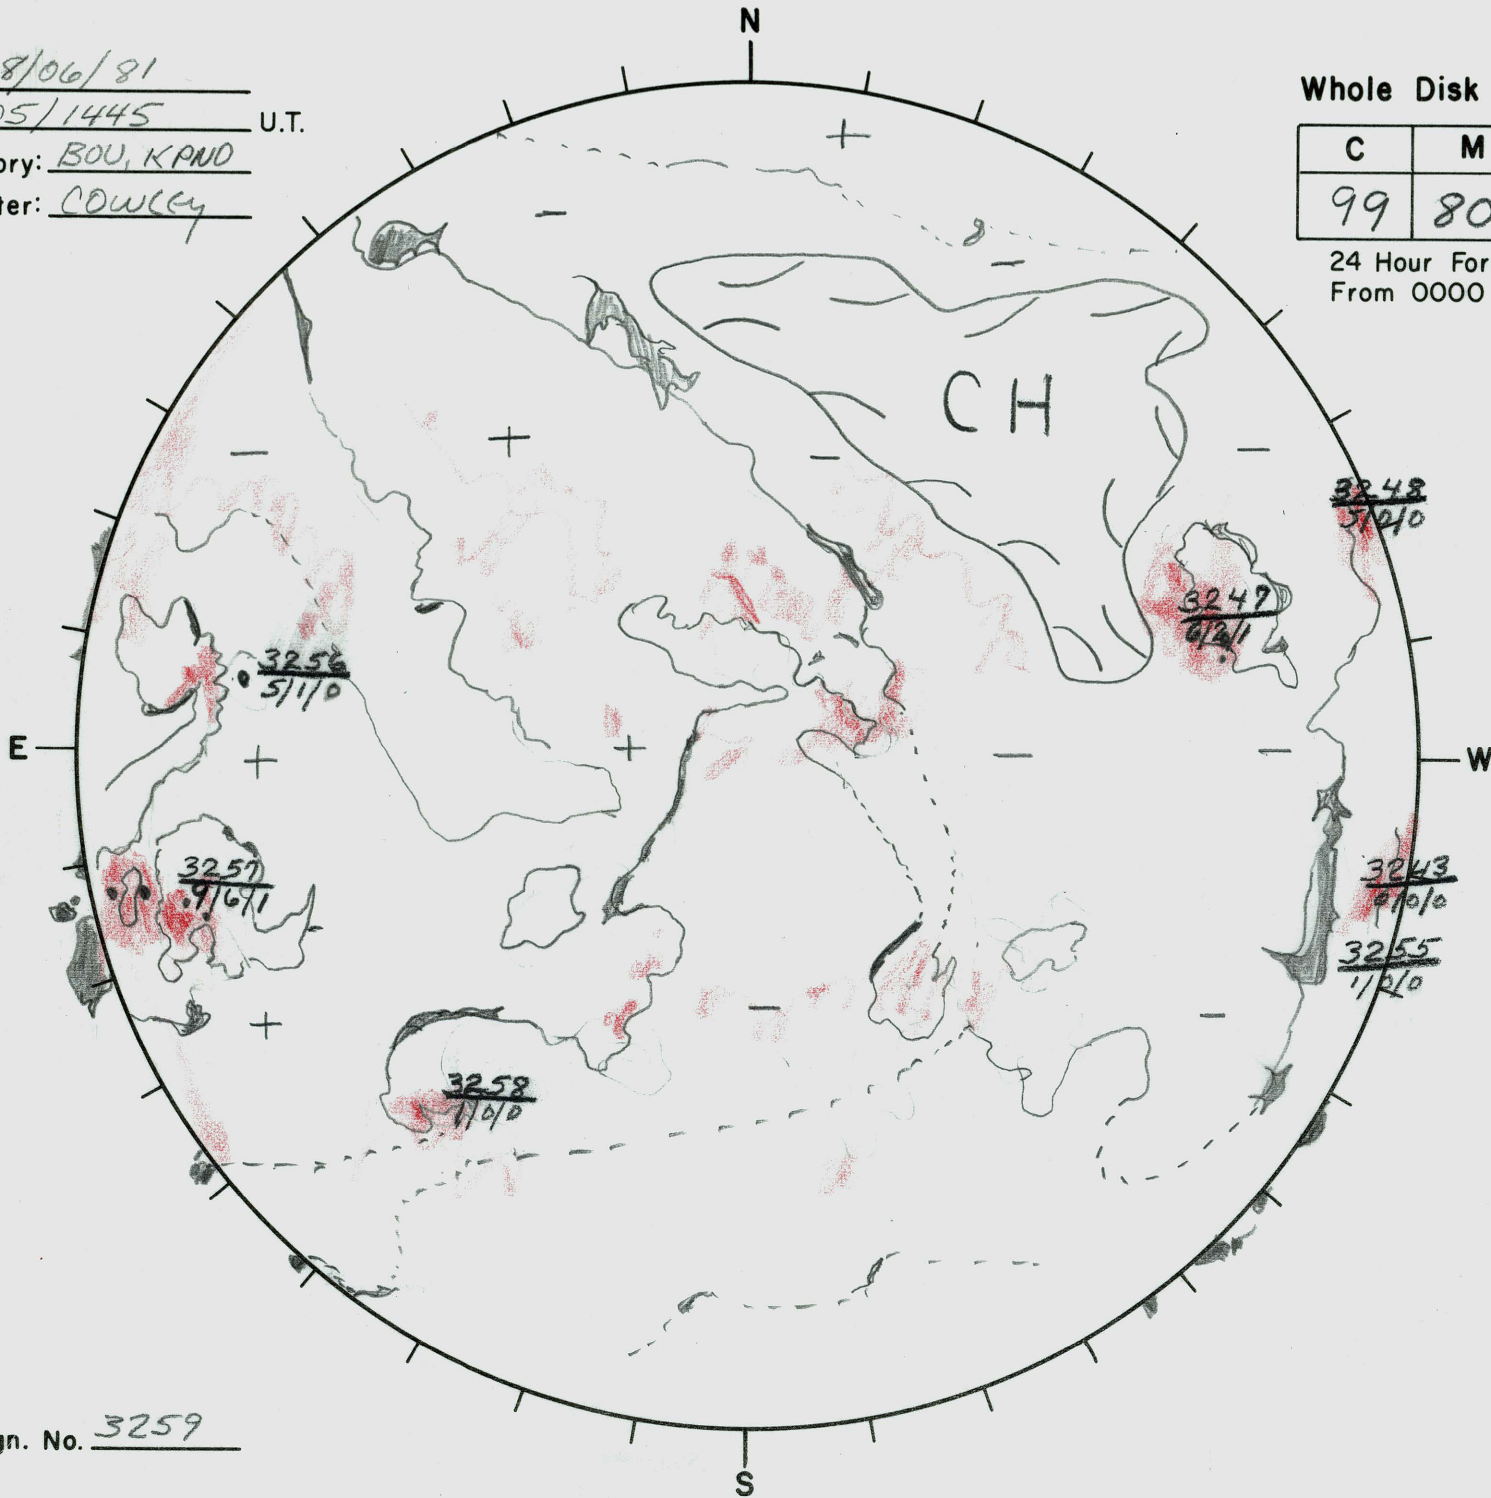 N
8/06/81
05/1445 U.T.
ory: BOU, KPNO
ter: COWLEY
Whole Disk
C M
99 80
24 Hour For
From 0000
+
-
8
-
CH
+
-
-
-
3248
5/0/0
3247
6/2/1
3256
5/1/0
E
+
+
-
-
W
3257
9/6/1
3243
0/0/0
3255
1/0/0
+
-
-
3258
1/0/0
gn. No. 3259
S